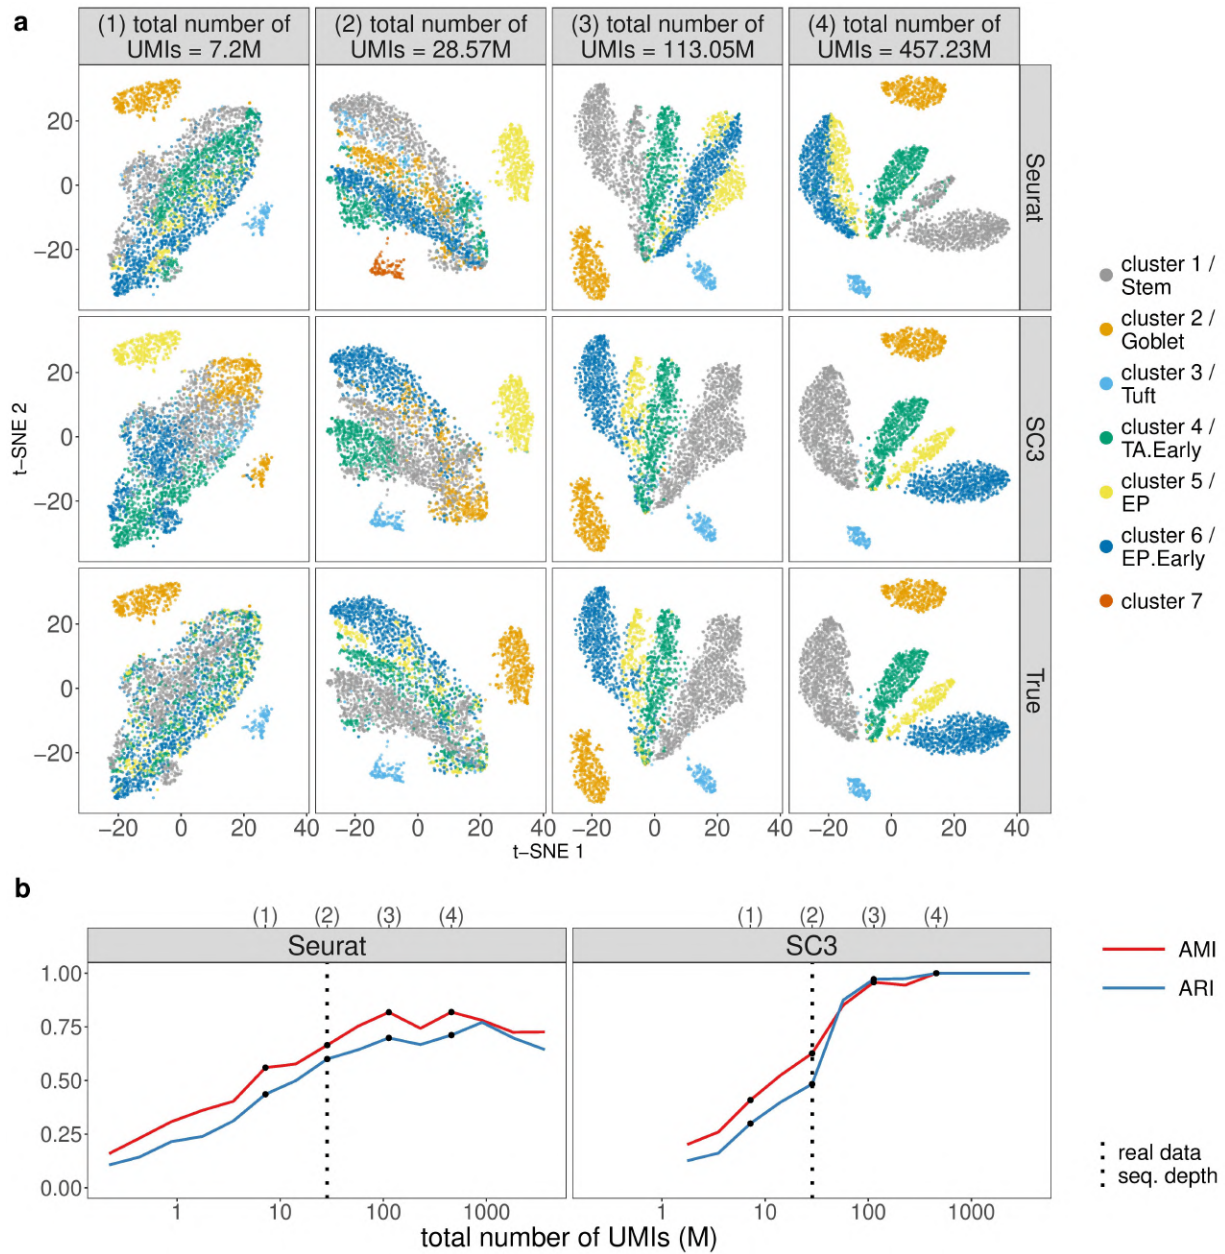 a
(1) total number of
UMIs = 7.2M
(2) total number of
UMIs = 28.57M
(3) total number of
UMIs = 113.05M
(4) total number of
UMIs = 457.23M
20
0
−20
Seurat
20
0
−20
SC3
20
0
−20
True
t−SNE 2
−20 0 20 40
−20 0 20 40
−20 0 20 40
−20 0 20 40
t−SNE 1
cluster 1 /
Stem
cluster 2 /
Goblet
cluster 3 /
Tuft
cluster 4 /
TA.Early
cluster 5 /
EP
cluster 6 /
EP.Early
cluster 7
b
(1) (2) (3) (4)
(1) (2) (3) (4)
Seurat
SC3
1.00
0.75
0.50
0.25
0.00
1 10 100 1000
1 10 100 1000
total number of UMIs (M)
AMI
ARI
real data
seq. depth